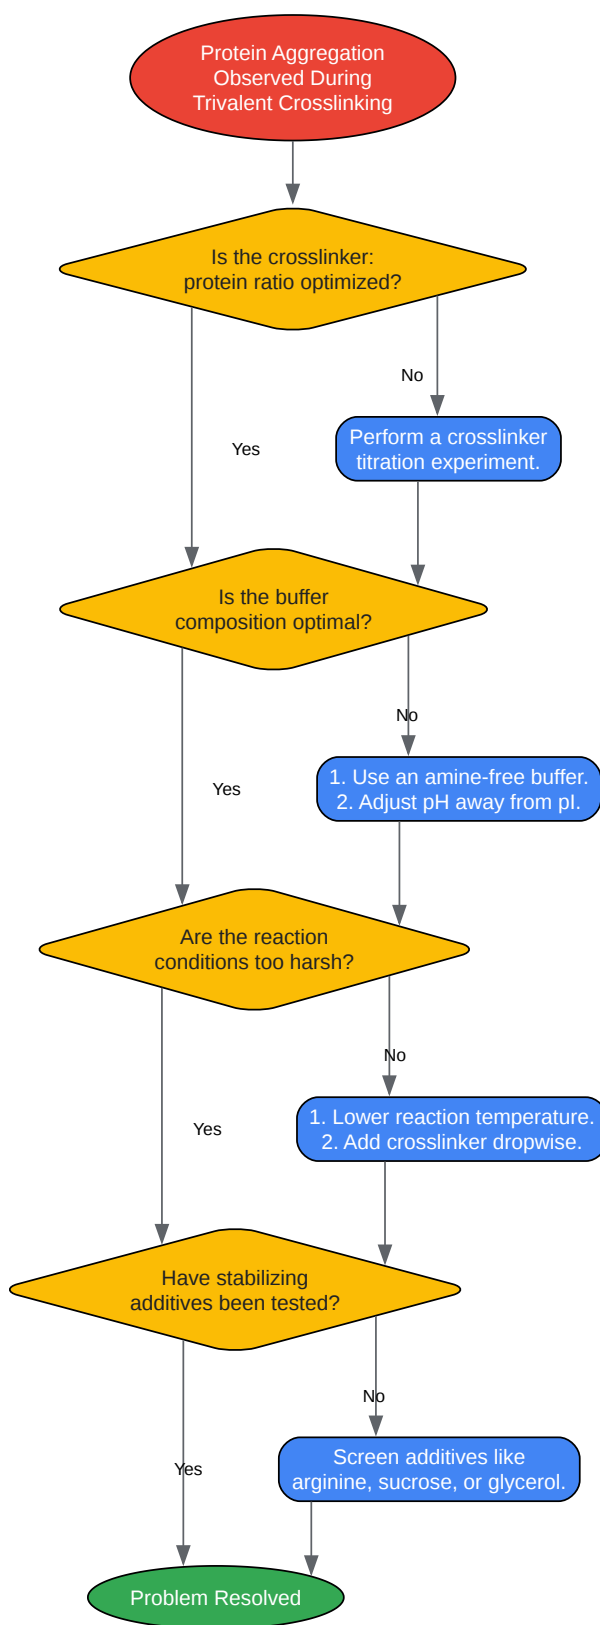 Protein Aggregation
Observed During
Trivalent Crosslinking
Is the crosslinker:
protein ratio optimized?
No
Yes
Perform a crosslinker
titration experiment.
Is the buffer
composition optimal?
No
Yes
1. Use an amine-free buffer.
2. Adjust pH away from pI.
Are the reaction
conditions too harsh?
No
Yes
1. Lower reaction temperature.
2. Add crosslinker dropwise.
Have stabilizing
additives been tested?
No
Yes
Screen additives like
arginine, sucrose, or glycerol.
Problem Resolved